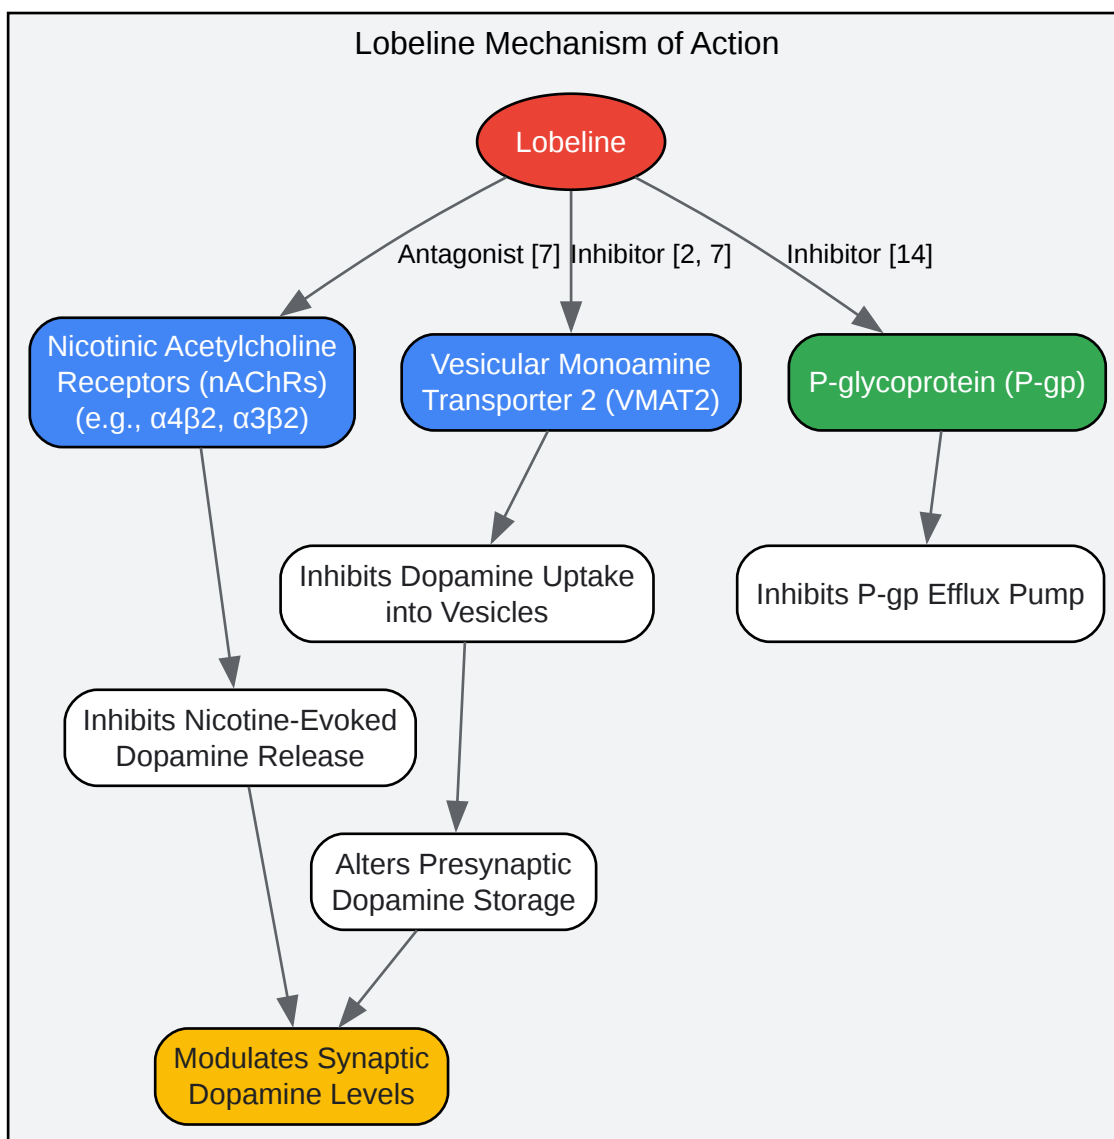 Lobeline Mechanism of Action
Lobeline
Antagonist [7]
Inhibitor [2, 7]
Inhibitor [14]
Nicotinic Acetylcholine
Receptors (nAChRs)
(e.g., α4β2, α3β2)
Vesicular Monoamine
Transporter 2 (VMAT2)
P-glycoprotein (P-gp)
Inhibits Dopamine Uptake
into Vesicles
Inhibits P-gp Efflux Pump
Inhibits Nicotine-Evoked
Dopamine Release
Alters Presynaptic
Dopamine Storage
Modulates Synaptic
Dopamine Levels